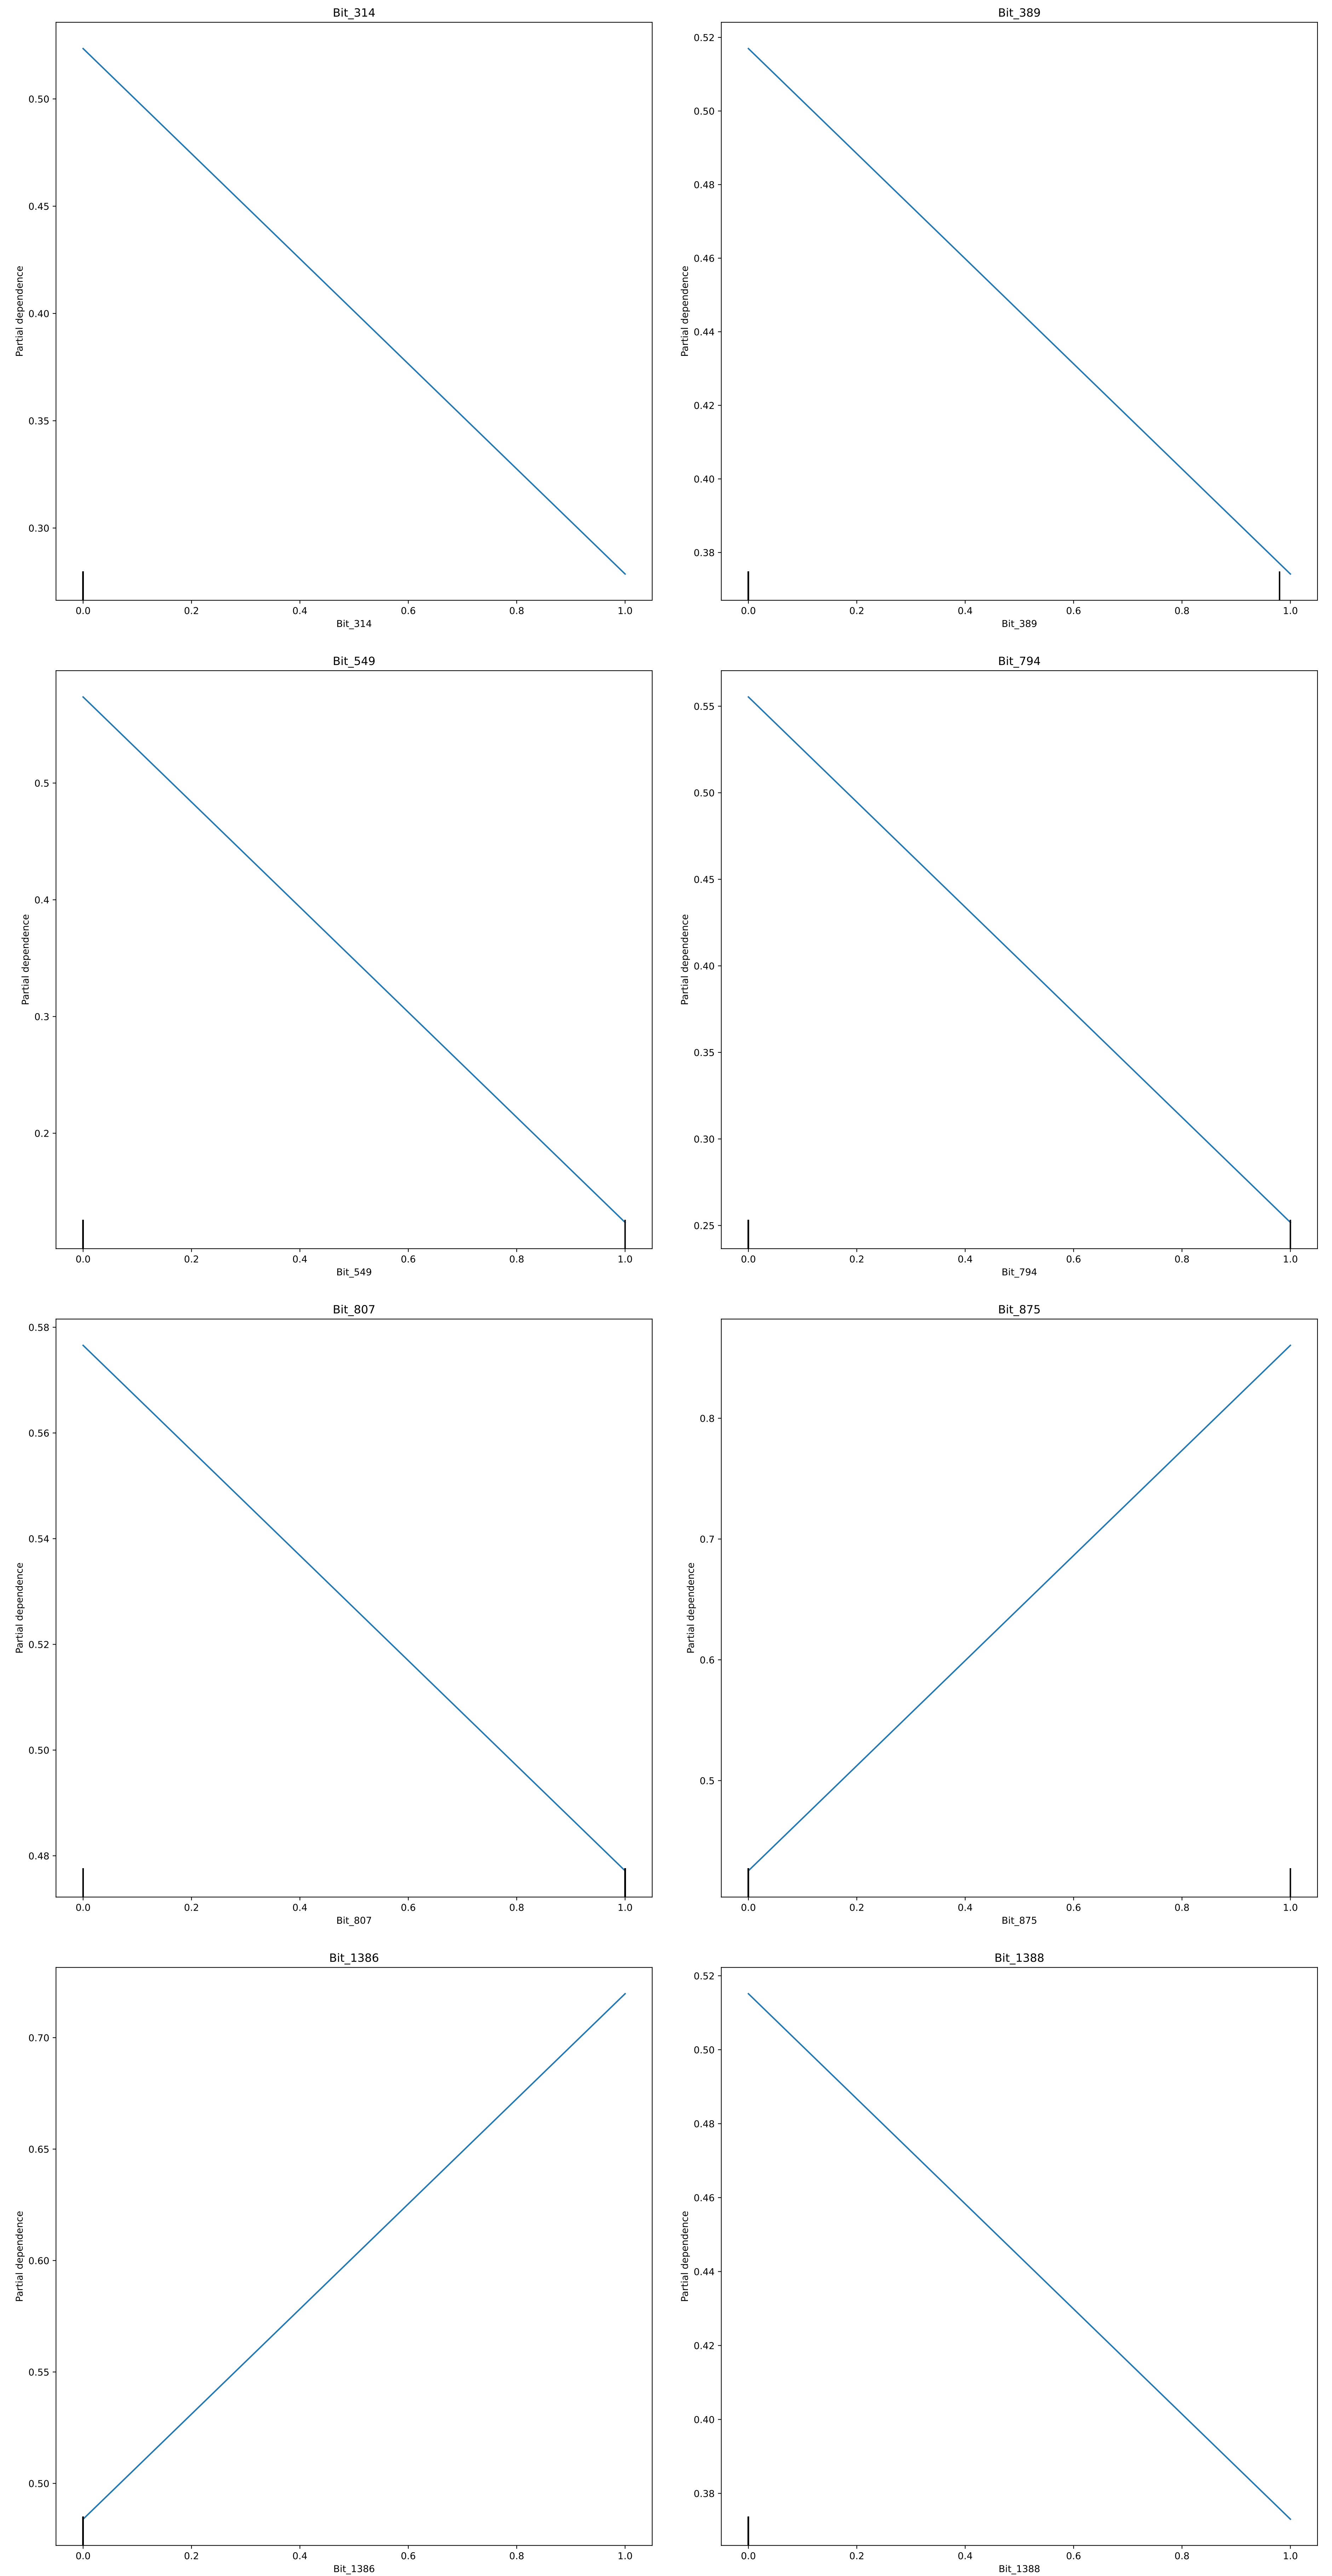 Bit_314
Partial dependence
0.50
0.45
0.40
0.35
0.30
0.0 0.2 0.4 0.6 0.8 1.0
Bit_314
Bit_389
Partial dependence
0.52
0.50
0.48
0.46
0.44
0.42
0.40
0.38
0.0 0.2 0.4 0.6 0.8 1.0
Bit_389
Bit_549
Partial dependence
0.5
0.4
0.3
0.2
0.0 0.2 0.4 0.6 0.8 1.0
Bit_549
Bit_794
Partial dependence
0.55
0.50
0.45
0.40
0.35
0.30
0.25
0.0 0.2 0.4 0.6 0.8 1.0
Bit_794
Bit_807
Partial dependence
0.58
0.56
0.54
0.52
0.50
0.48
0.0 0.2 0.4 0.6 0.8 1.0
Bit_807
Bit_875
Partial dependence
0.8
0.7
0.6
0.5
0.0 0.2 0.4 0.6 0.8 1.0
Bit_875
Bit_1386
Partial dependence
0.70
0.65
0.60
0.55
0.50
0.0 0.2 0.4 0.6 0.8 1.0
Bit_1386
Bit_1388
Partial dependence
0.52
0.50
0.48
0.46
0.44
0.42
0.40
0.38
0.0 0.2 0.4 0.6 0.8 1.0
Bit_1388